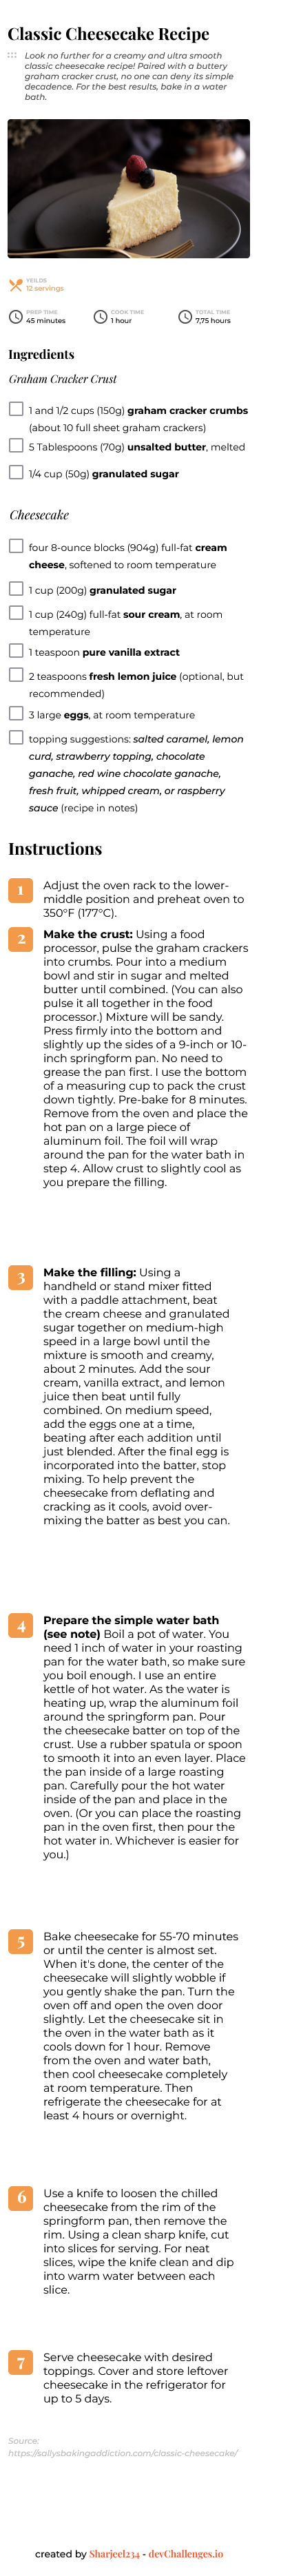 Classic Cheesecake Recipe
Look no further for a creamy and ultra smooth
classic cheesecake recipe! Paired with a buttery
graham cracker crust, no one can deny its simple
decadence. For the best results, bake in a water
bath.
YEILDS
12 servings
PREP TIME
45 minutes
COOK TIME
1 hour
TOTAL TIME
7,75 hours
Ingredients
Graham Cracker Crust
1 and 1/2 cups (150g) graham cracker crumbs
(about 10 full sheet graham crackers)
5 Tablespoons (70g) unsalted butter, melted
1/4 cup (50g) granulated sugar
Cheesecake
four 8-ounce blocks (904g) full-fat cream
cheese, softened to room temperature
1 cup (200g) granulated sugar
1 cup (240g) full-fat sour cream, at room
temperature
1 teaspoon pure vanilla extract
2 teaspoons fresh lemon juice (optional, but
recommended)
3 large eggs, at room temperature
topping suggestions: salted caramel, lemon
curd, strawberry topping, chocolate
ganache, red wine chocolate ganache,
fresh fruit, whipped cream, or raspberry
sauce (recipe in notes)
Instructions
1
Adjust the oven rack to the lower-
middle position and preheat oven to
350°F (177°C).
2
Make the crust: Using a food
processor, pulse the graham crackers
into crumbs. Pour into a medium
bowl and stir in sugar and melted
butter until combined. (You can also
pulse it all together in the food
processor.) Mixture will be sandy.
Press firmly into the bottom and
slightly up the sides of a 9-inch or 10-
inch springform pan. No need to
grease the pan first. I use the bottom
of a measuring cup to pack the crust
down tightly. Pre-bake for 8 minutes.
Remove from the oven and place the
hot pan on a large piece of
aluminum foil. The foil will wrap
around the pan for the water bath in
step 4. Allow crust to slightly cool as
you prepare the filling.
3
Make the filling: Using a
handheld or stand mixer fitted
with a paddle attachment, beat
the cream cheese and granulated
sugar together on medium-high
speed in a large bowl until the
mixture is smooth and creamy,
about 2 minutes. Add the sour
cream, vanilla extract, and lemon
juice then beat until fully
combined. On medium speed,
add the eggs one at a time,
beating after each addition until
just blended. After the final egg is
incorporated into the batter, stop
mixing. To help prevent the
cheesecake from deflating and
cracking as it cools, avoid over-
mixing the batter as best you can.
4
Prepare the simple water bath
(see note) Boil a pot of water. You
need 1 inch of water in your roasting
pan for the water bath, so make sure
you boil enough. I use an entire
kettle of hot water. As the water is
heating up, wrap the aluminum foil
around the springform pan. Pour
the cheesecake batter on top of the
crust. Use a rubber spatula or spoon
to smooth it into an even layer. Place
the pan inside of a large roasting
pan. Carefully pour the hot water
inside of the pan and place in the
oven. (Or you can place the roasting
pan in the oven first, then pour the
hot water in. Whichever is easier for
you.)
5
Bake cheesecake for 55-70 minutes
or until the center is almost set.
When it's done, the center of the
cheesecake will slightly wobble if
you gently shake the pan. Turn the
oven off and open the oven door
slightly. Let the cheesecake sit in
the oven in the water bath as it
cools down for 1 hour. Remove
from the oven and water bath,
then cool cheesecake completely
at room temperature. Then
refrigerate the cheesecake for at
least 4 hours or overnight.
6
Use a knife to loosen the chilled
cheesecake from the rim of the
springform pan, then remove the
rim. Using a clean sharp knife, cut
into slices for serving. For neat
slices, wipe the knife clean and dip
into warm water between each
slice.
7
Serve cheesecake with desired
toppings. Cover and store leftover
cheesecake in the refrigerator for
up to 5 days.
Source:
https://sallysbakingaddiction.com/classic-cheesecake/
created by Sharjeel234 - devChallenges.io